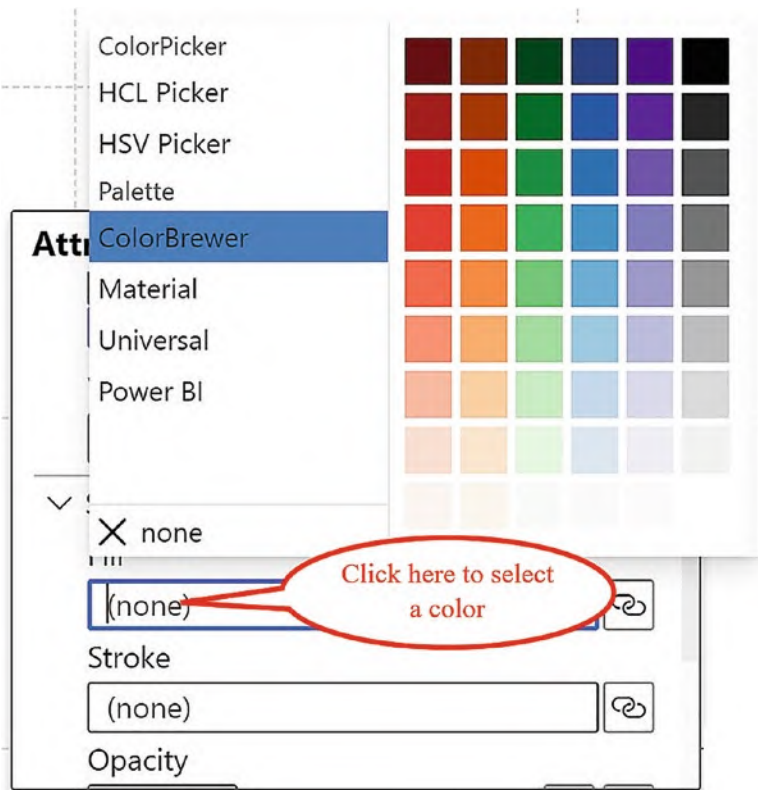 ColorPicker
HCL Picker
HSV Picker
Palette
ColorBrewer
Material
Universal
Power BI
none
(none)
Click here to select
a color
Stroke
(none)
Opacity